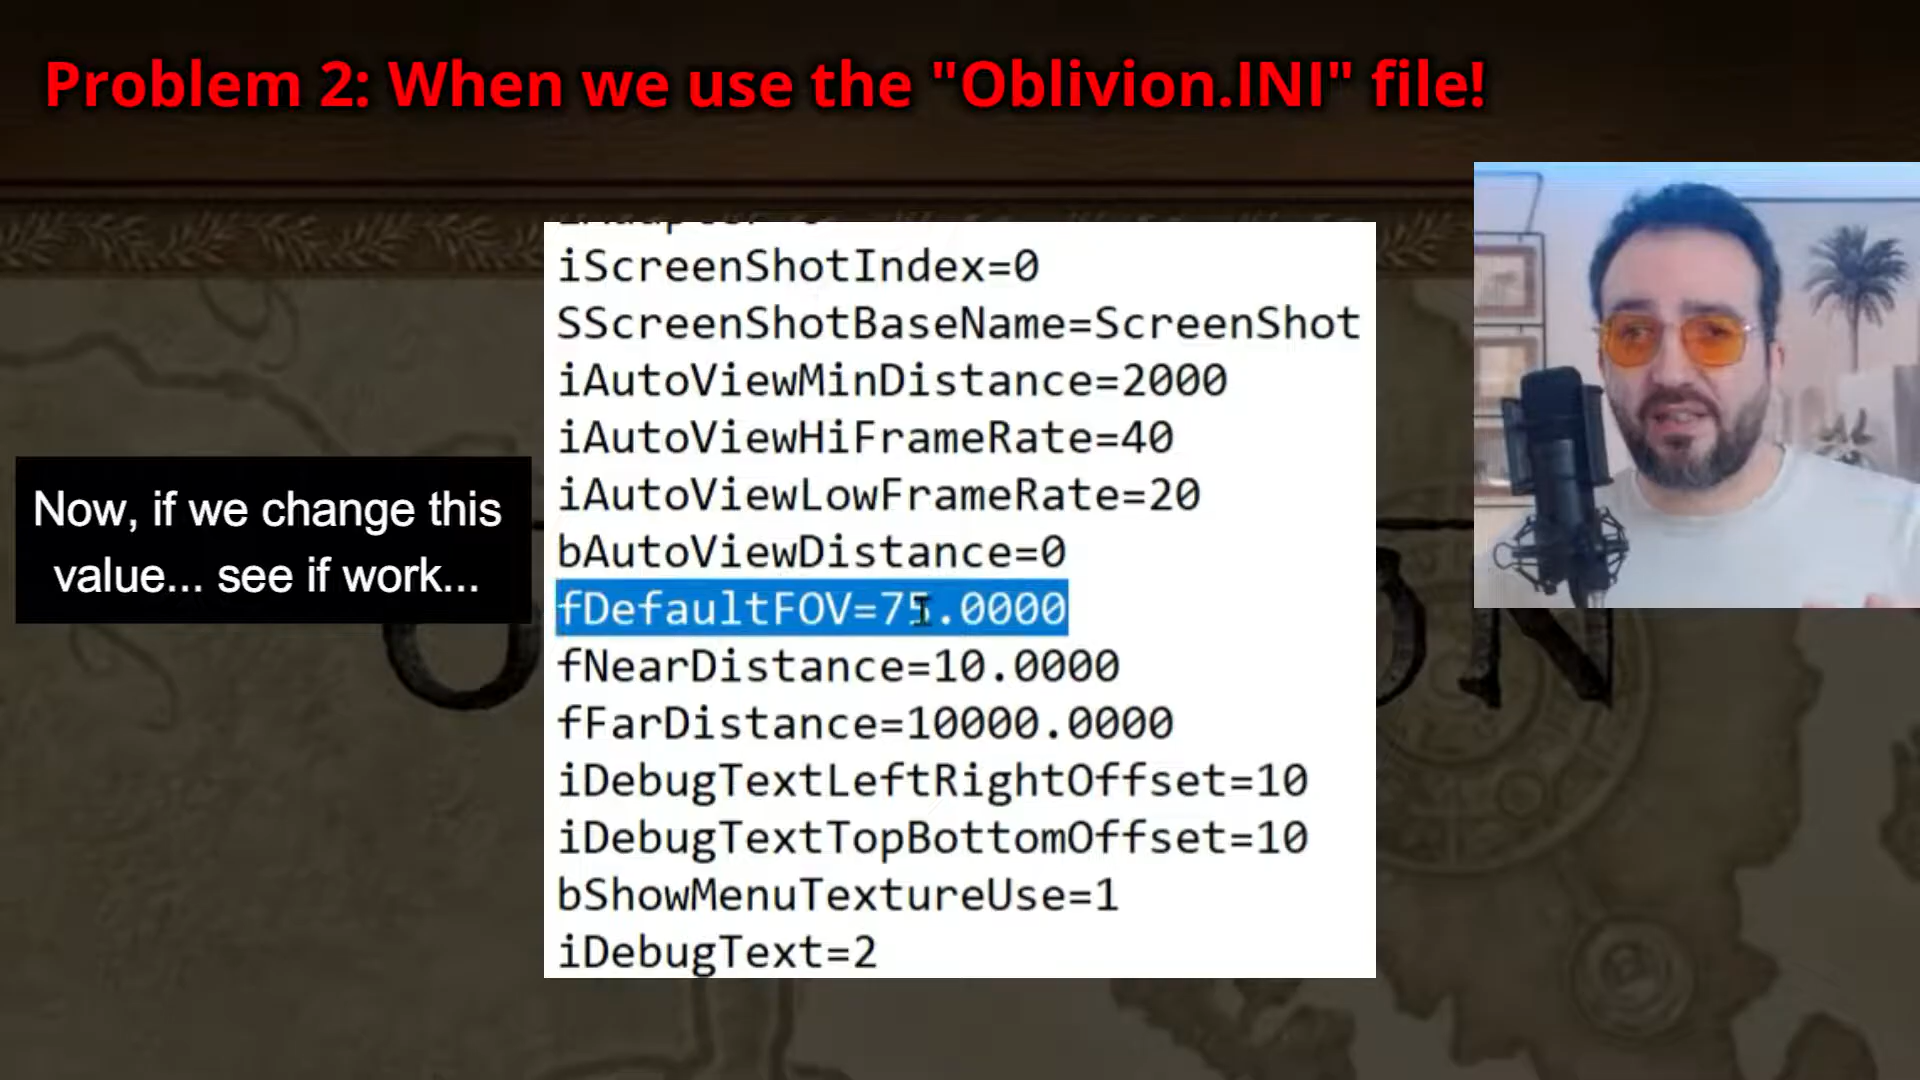 Problem 2: When we use the "Oblivion.INI" file!
iScreenShotIndex=0
SScreenShotBaseName=ScreenShot
iAutoViewMinDistance=2000
iAutoViewHiFrameRate=40
iAutoViewLowFrameRate=20
bAutoViewDistance=0
Now, if we change this
value... see if work...
fDefaultFOV=75.0000
fNearDistance=10.0000
fFarDistance=10000.0000
iDebugTextLeftRightOffset=10
iDebugTextTopBottomOffset=10
bShowMenuTextureUse=1
iDebugText=2